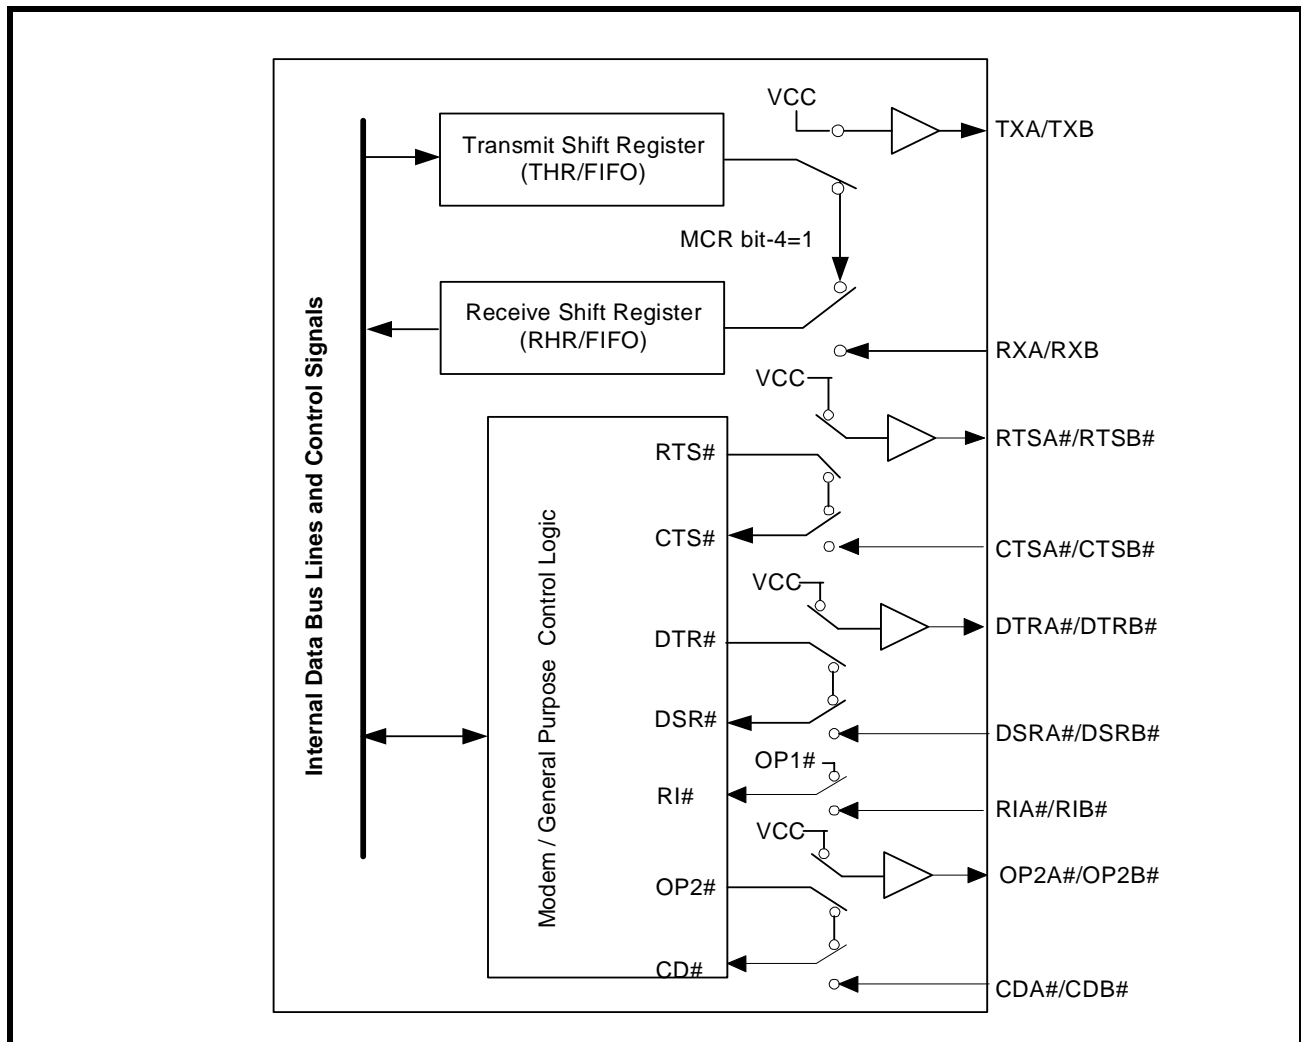 VCC
TXA/TXB
Transmit Shift Register
(THR/FIFO)
MCR bit-4=1
Receive Shift Register
(RHR/FIFO)
RXA/RXB
VCC
RTSA#/RTSB#
RTS#
CTS#
CTSA#/CTSB#
VCC
DTRA#/DTRB#
DTR#
DSR#
DSRA#/DSRB#
OP1#
RI#
RIA#/RIB#
VCC
OP2A#/OP2B#
OP2#
CD#
CDA#/CDB#
Internal Data Bus Lines and Control Signals
Modem / General Purpose Control Logic